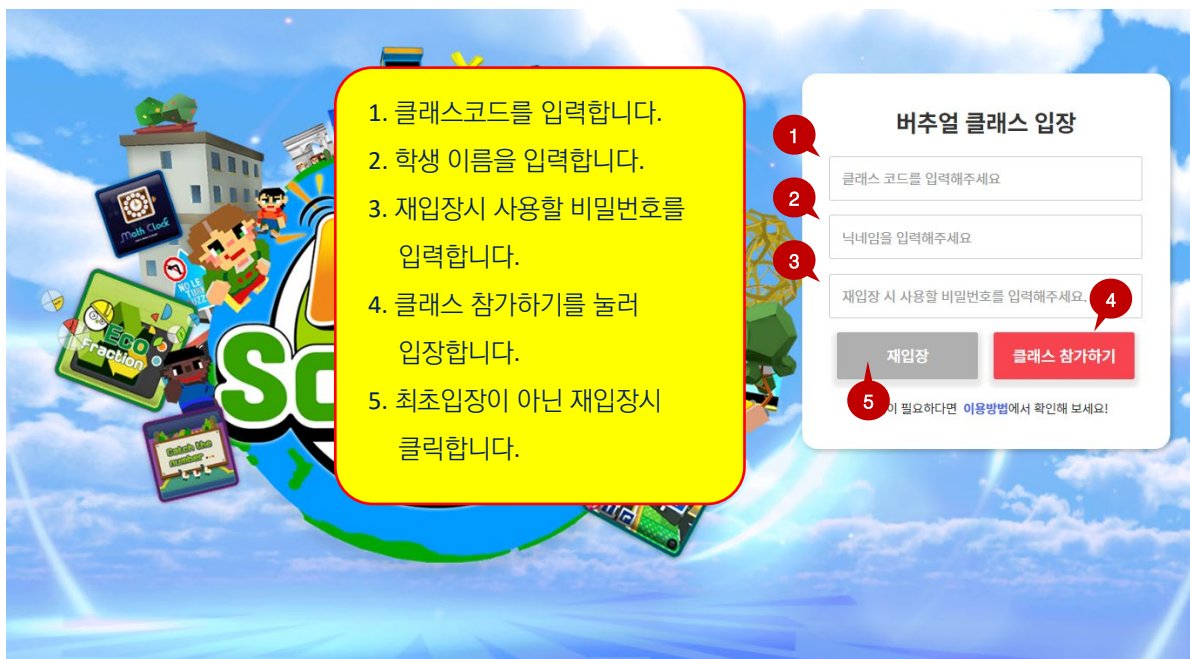 1. 클래스코드를 입력합니다.
2. 학생 이름을 입력합니다.
3. 재입장시 사용할 비밀번호를
입력합니다.
4. 클래스 참가하기를 눌러
입장합니다.
5. 최초입장이 아닌 재입장시
클릭합니다.
버추얼 클래스 입장
1
클래스 코드를 입력해주세요
2
닉네임을 입력해주세요
3
재입장 시 사용할 비밀번호를 입력해주세요.
4
재입장
클래스 참가하기
5
이 필요하다면 이용방법에서 확인해 보세요!
Math Clock
ECO
Fraction
Catch the
number
NO LE
TU